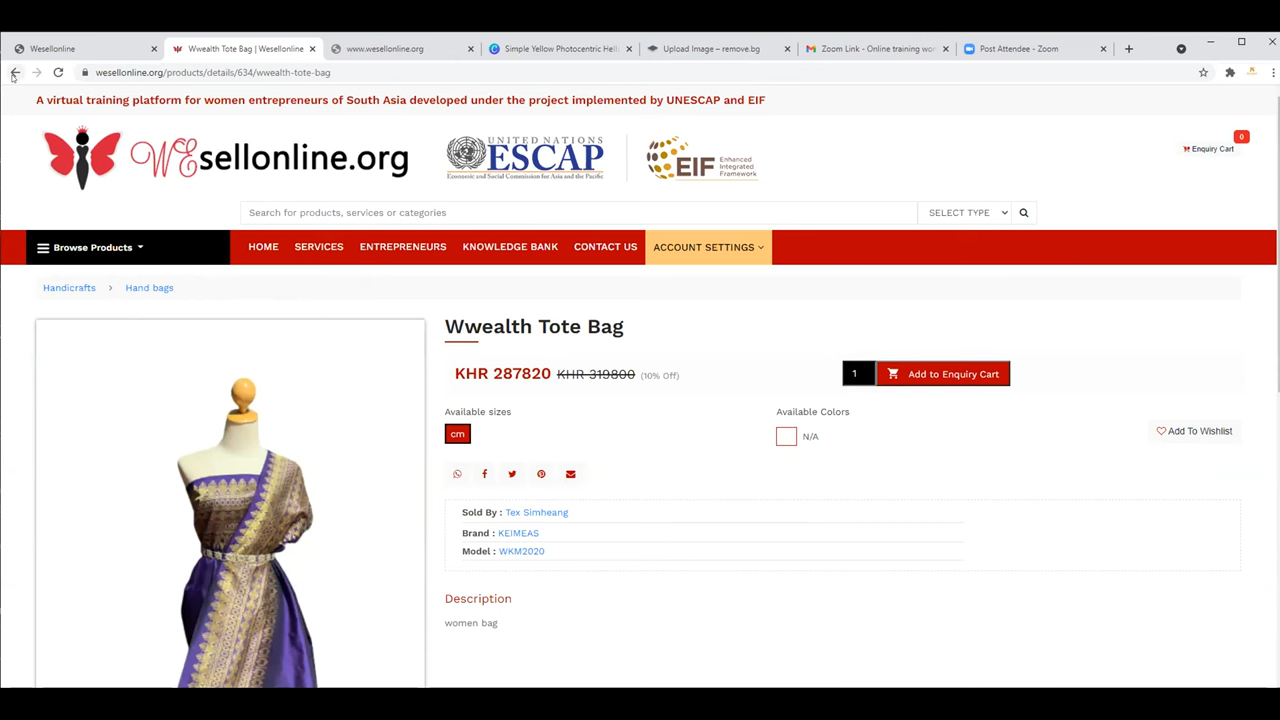 Wesellonline
Wwealth Tote Bag | Wesellonline
www.wesellonline.org
Simple Yellow Photocentric Hell
Upload Image – remove.bg
Zoom Link - Online training wor
Post Attendee - Zoom
wesellonline.org/products/details/634/wwealth-tote-bag
A virtual training platform for women entrepreneurs of South Asia developed under the project implemented by UNESCAP and EIF
WEsellonline.org
UNITED NATIONS
ESCAP
Economic and Social Commission for Asia and the Pacific
EIF Enhanced
Integrated
Framework
0
Enquiry Cart
Search for products, services or categories
SELECT TYPE
Browse Products
HOME SERVICES ENTREPRENEURS KNOWLEDGE BANK CONTACT US ACCOUNT SETTINGS
Handicrafts › Hand bags
Wwealth Tote Bag
KHR 287820 KHR 319800 (10% Off)
1 Add to Enquiry Cart
Available sizes
Available Colors
cm
N/A
Add To Wishlist
Sold By : Tex Simheang
Brand : KEIMEAS
Model : WKM2020
Description
women bag